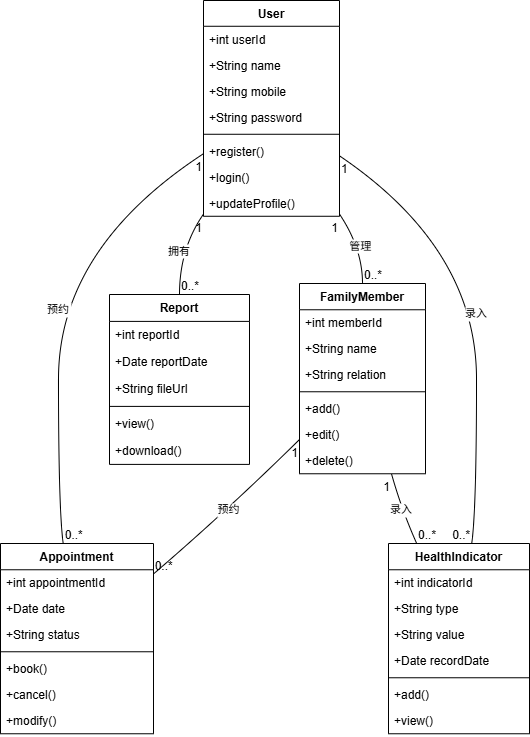 User
+int userId
+String name
+String mobile
+String password
+register()
+login()
+updateProfile()
1
1
1
1
拥有
管理
预约
录入
0..*
0..*
Report
+int reportId
+Date reportDate
+String fileUrl
+view()
+download()
FamilyMember
+int memberId
+String name
+String relation
+add()
+edit()
+delete()
1
1
预约
录入
0..*
0..*
0..*
0..*
Appointment
+int appointmentId
+Date date
+String status
+book()
+cancel()
+modify()
HealthIndicator
+int indicatorId
+String type
+String value
+Date recordDate
+add()
+view()